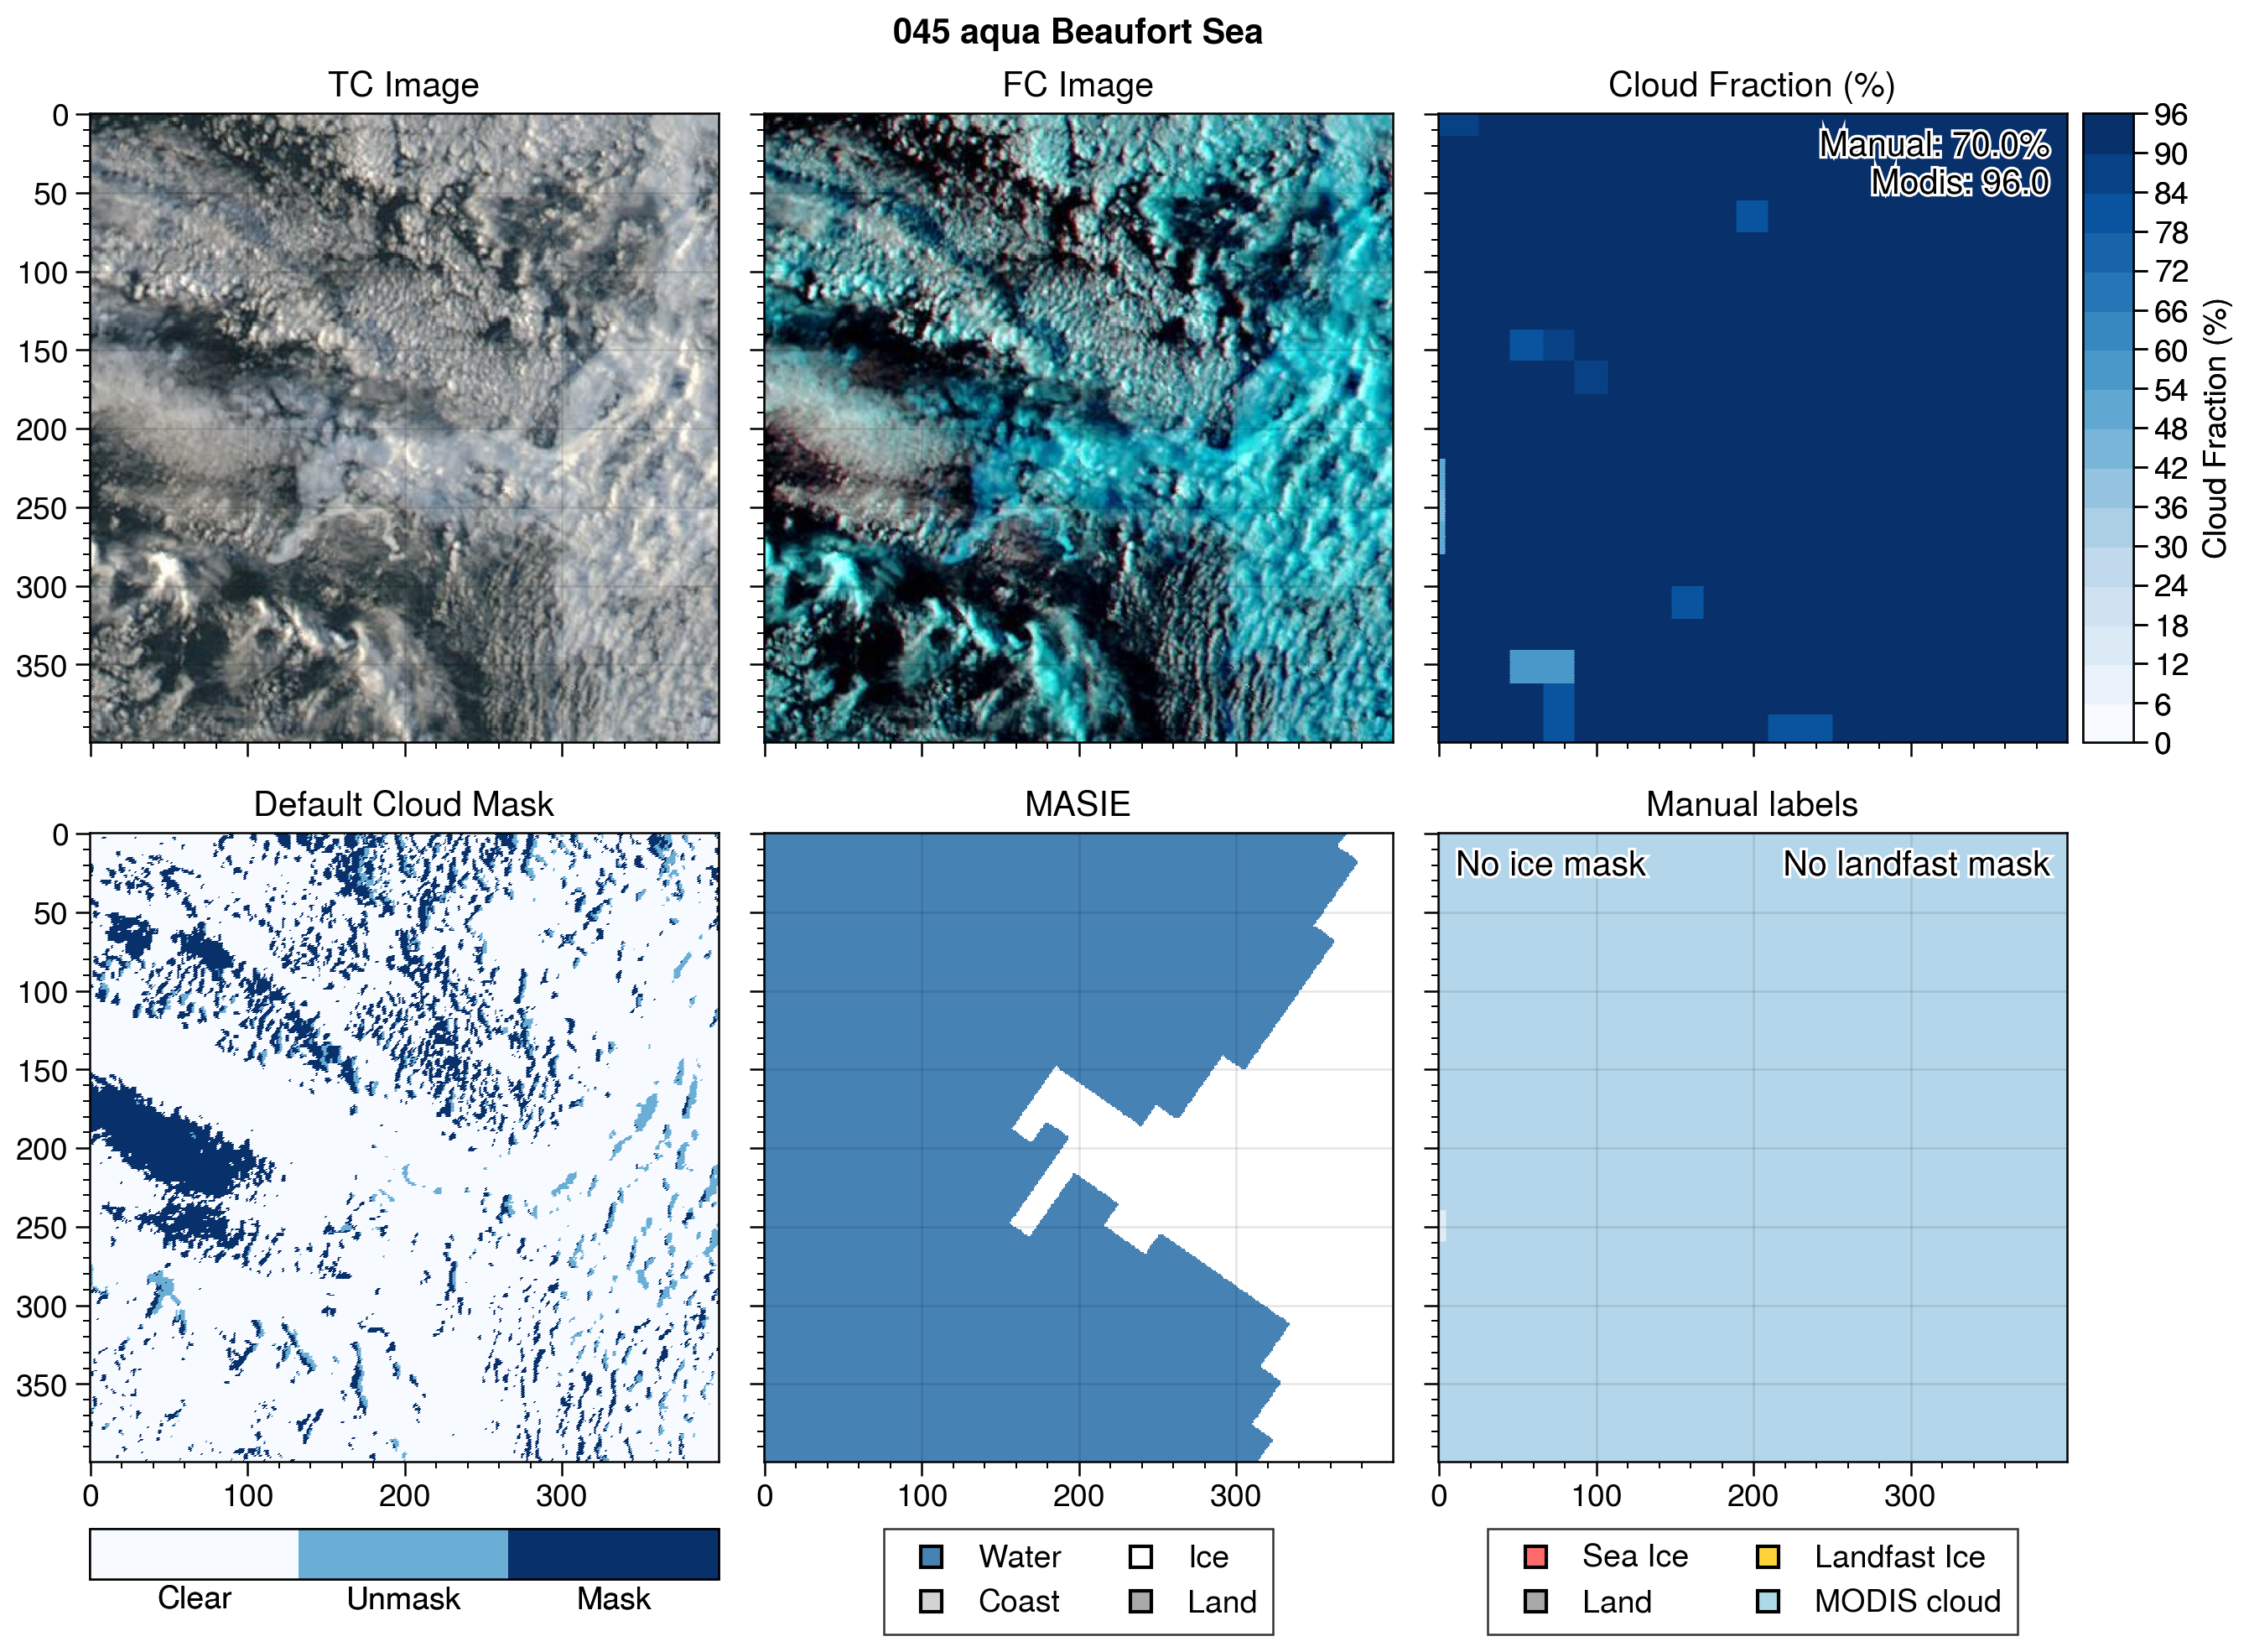 045 aqua Beaufort Sea
TC Image
FC Image
Cloud Fraction (%)
0
50
100
150
200
250
300
350
Manual: 70.0%
Modis: 96.0
96
90
84
78
72
66
60
54
48
42
36
30
24
18
12
6
0
Cloud Fraction (%)
Default Cloud Mask
MASIE
Manual labels
0
50
100
150
200
250
300
350
No ice mask
No landfast mask
0 100 200 300
0 100 200 300
0 100 200 300
Clear Unmask Mask
Water Ice
Coast Land
Sea Ice Landfast Ice
Land MODIS cloud